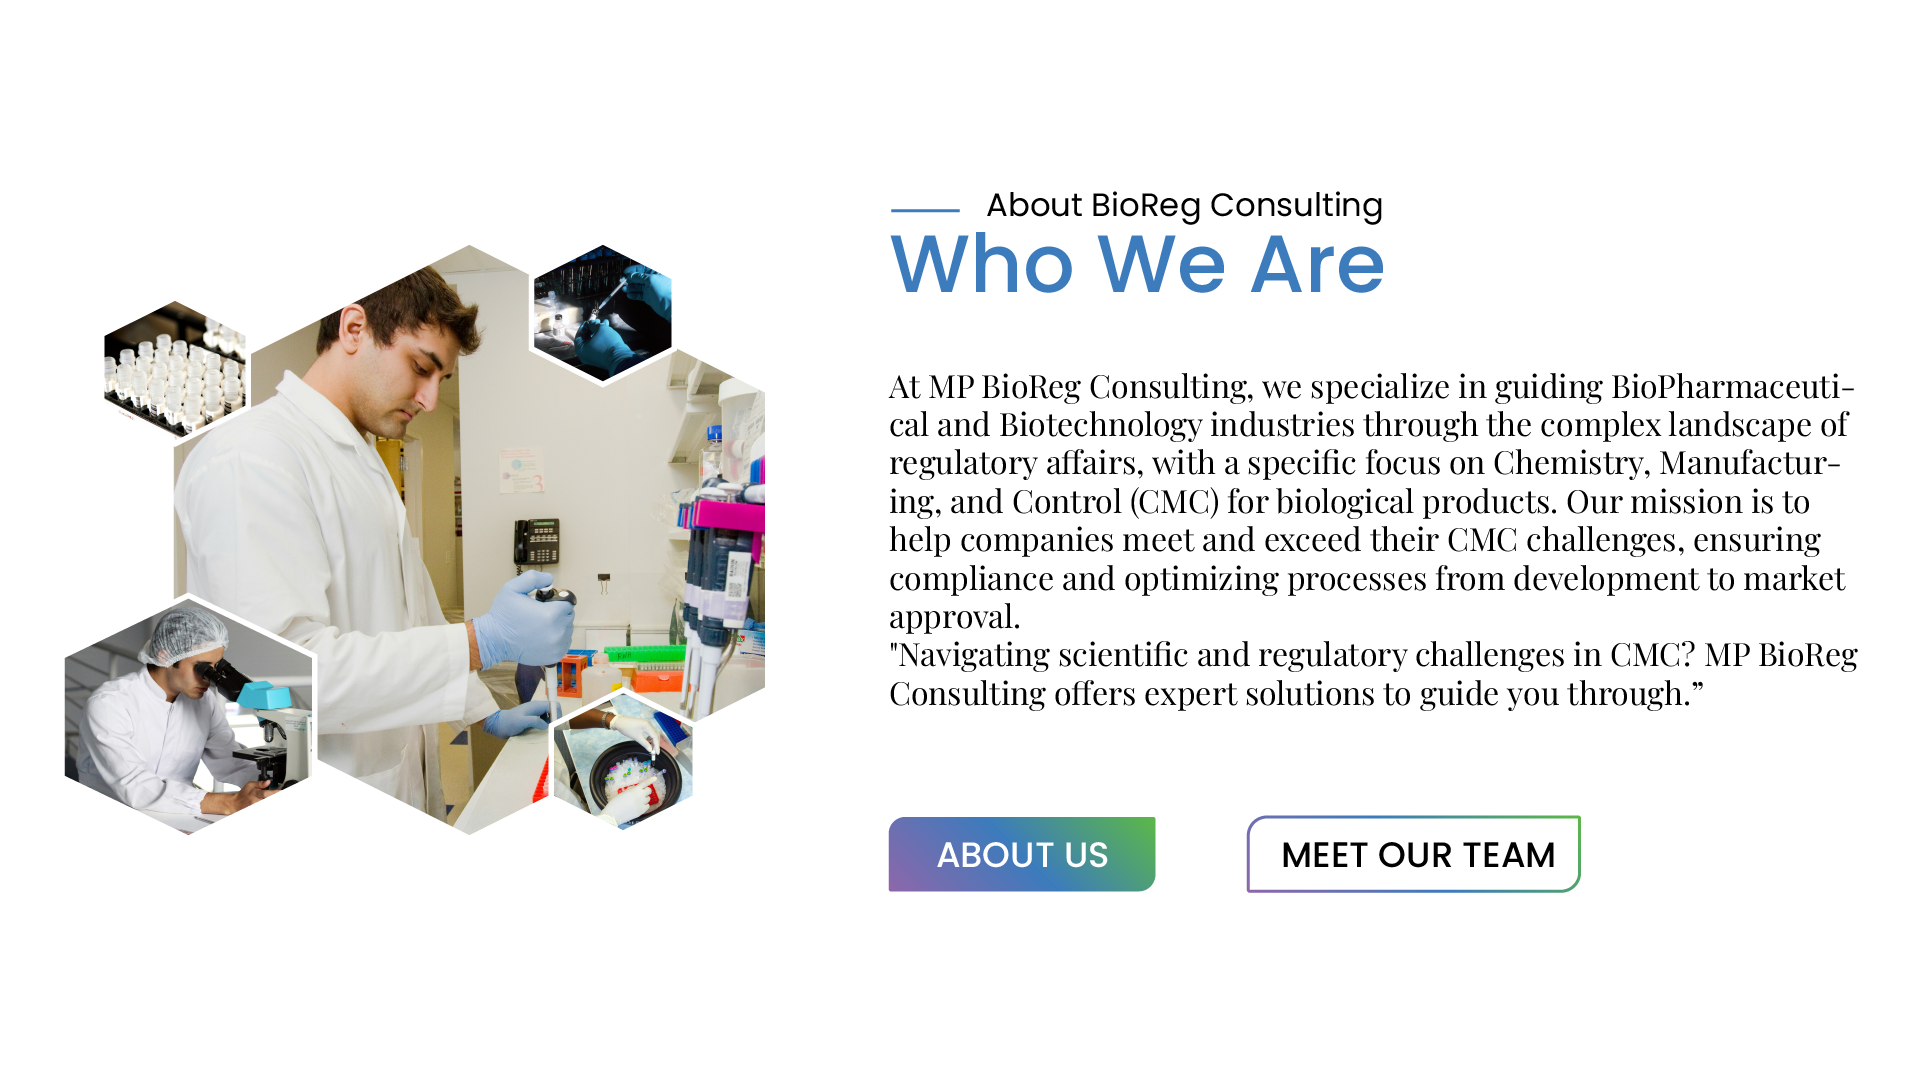 About BioReg Consulting
Who We Are
At MP BioReg Consulting, we specialize in guiding BioPharmaceuti-
cal and Biotechnology industries through the complex landscape of
regulatory affairs, with a specific focus on Chemistry, Manufactur-
ing, and Control (CMC) for biological products. Our mission is to
help companies meet and exceed their CMC challenges, ensuring
compliance and optimizing processes from development to market
approval.
"Navigating scientific and regulatory challenges in CMC? MP BioReg
Consulting offers expert solutions to guide you through.”
ABOUT US
MEET OUR TEAM